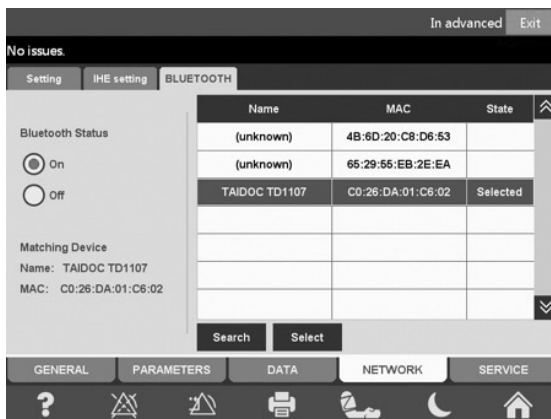 In advanced Exit
No issues.
Setting IHE setting BLUETOOTH
Name MAC State
Bluetooth Status
(unknown) 4B:6D:20:C8:D6:53
On
(unknown) 65:29:55:EB:2E:EA
Off
TAIDOC TD1107 C0:26:DA:01:C6:02 Selected
Matching Device
Name: TAIDOC TD1107
MAC: C0:26:DA:01:C6:02
Search Select
GENERAL PARAMETERS DATA NETWORK SERVICE
?